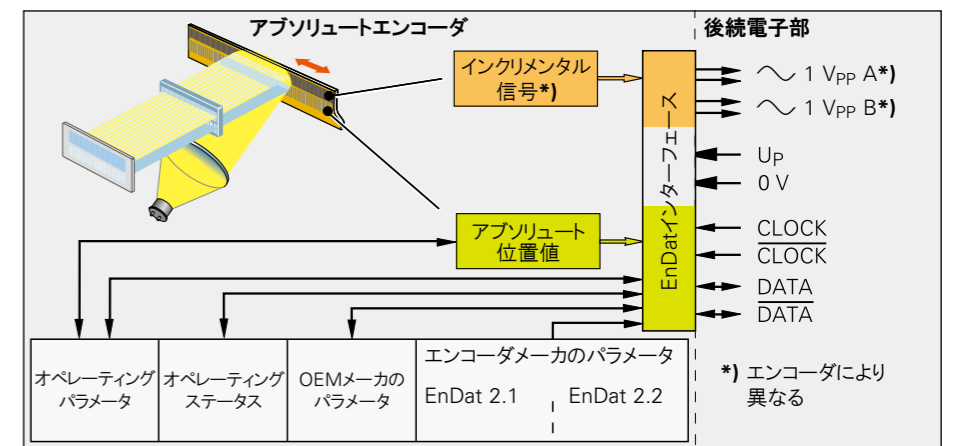 アブソリュートエンコーダ
後続電子部
インクリメンタル
信号*)
EnDatインターフェース
1 VPP A*)
1 VPP B*)
UP
0 V
アブソリュート
位置値
CLOCK
CLOCK
DATA
DATA
オペレーティング
パラメータ
オペレーティング
ステータス
OEMメーカの
パラメータ
エンコーダメーカのパラメータ
EnDat 2.1
EnDat 2.2
*) エンコーダにより
異なる